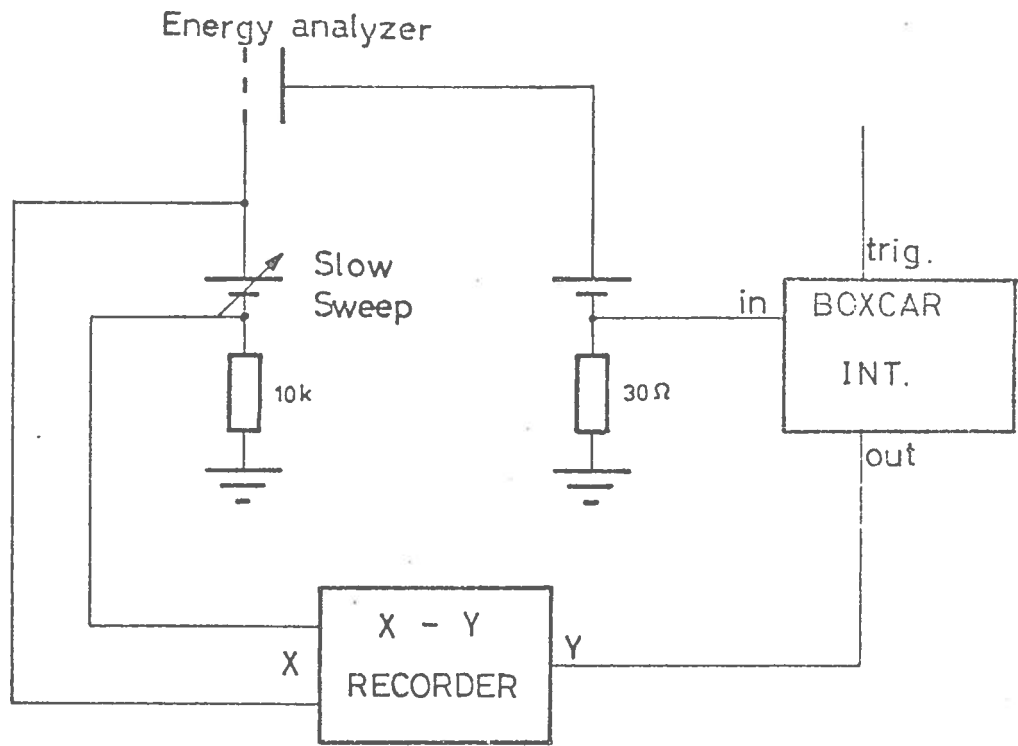 Energy analyzer
Slow
Sweep
10k
30Ω
trig.
in
BOXCAR
INT.
out
X - Y
RECORDER
X
Y